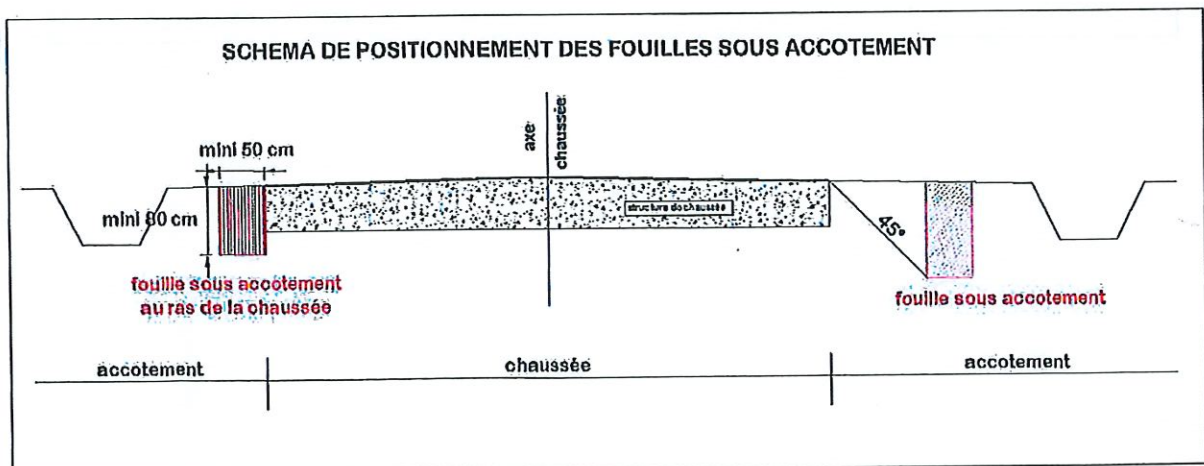 SCHEMA DE POSITIONNEMENT DES FOUILLES SOUS ACCOTEMENT
axe
chaussée
mini 50 cm
mini 80 cm
structure de chaussée
45°
fouille sous accotement
au ras de la chaussée
fouille sous accotement
accotement
chaussée
accotement